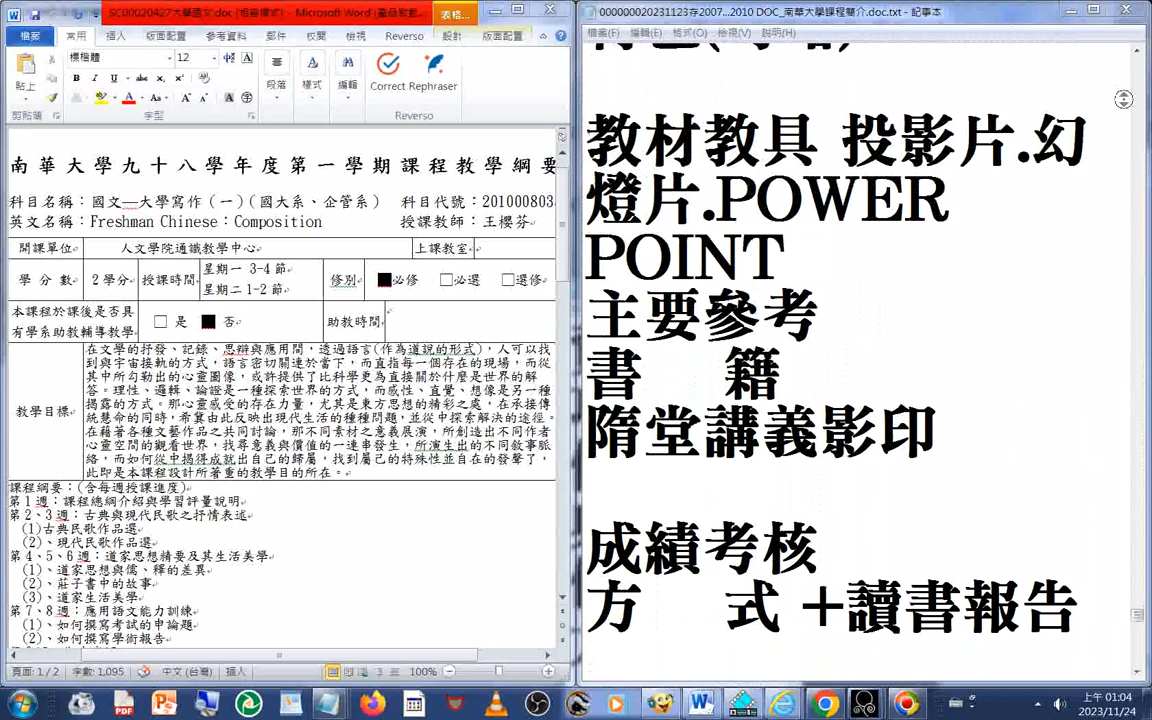 SC00020427大學國文.doc [相容模式] - Microsoft Word (產品啟動...
表格...
檔案 常用 插入 版面配置 參考資料 郵件 校閱 檢視 Reverso 設計 版面配置
標楷體 12
貼上 段落 樣式 編輯 Correct Rephraser
剪貼簿 字型 Reverso
南華大學九十八學年度第一學期課程教學綱要
科目名稱：國文—大學寫作(一)(國大系、企管系) 科目代號：201000803
英文名稱：Freshman Chinese：Composition 授課教師：王櫻芬
開課單位 人文學院通識教學中心 上課教室
學 分 數 2學分 授課時間 星期一 3-4節 修別 ■必修 □必選 □選修
星期二1-2節
本課程於課後是否具 □ 是 ■ 否 助教時間
有學系助教輔導教學
教學目標
在文學的抒發、記錄、思辯與應用間，透過語言(作為道說的形式)，人可以找
到與宇宙接軌的方式，語言密切關連於當下，而直指每一個存在的現場，而從
其中所勾勒出的心靈圖像，或許提供了比科學更為直接關於什麼是世界的解
答。理性、邏輯、論證是一種探索世界的方式，而感性、直覺、想像是另一種
揭露的方式。那心靈感受的存在力量，尤其是東方思想的精彩之處，在承接傳
統慧命的同時，希冀由此反映出現代生活的種種問題，並從中探索解決的途徑。
在藉著各種文藝作品之共同討論，那不同素材之意義展演，所創造出不同作者
心靈空間的觀看世界，找尋意義與價值的一連串發生，所演生出的不同敘事脈
絡，而如何從中揭得成就出自己的歸屬，找到屬己的特殊性並自在的發聲了，
此即是本課程設計所著重的教學目的所在。
課程綱要：(含每週授課進度)
第1週：課程總綱介紹與學習評量說明
第2、3週：古典與現代民歌之抒情表述
(1)古典民歌作品選
(2)、現代民歌作品選
第4、5、6週：道家思想精要及其生活美學
(1)、道家思想與儒、釋的差異
(2)、莊子書中的故事
(3)、道家生活美學
第7、8週：應用語文能力訓練
(1)、如何撰寫考試的申論題
(2)、如何撰寫學術報告
頁面: 1/2 字數: 1,095 中文(台灣) 插入 100%
000000020231123存2007...2010 DOC_南華大學課程簡介.doc.txt - 記事本
檔案(F) 編輯(E) 格式(O) 檢視(V) 說明(H)
教材教具 投影片.幻
燈片.POWER
POINT
主要參考
書 籍
隋堂講義影印
成績考核
方 式 +讀書報告
上午 01:04
2023/11/24